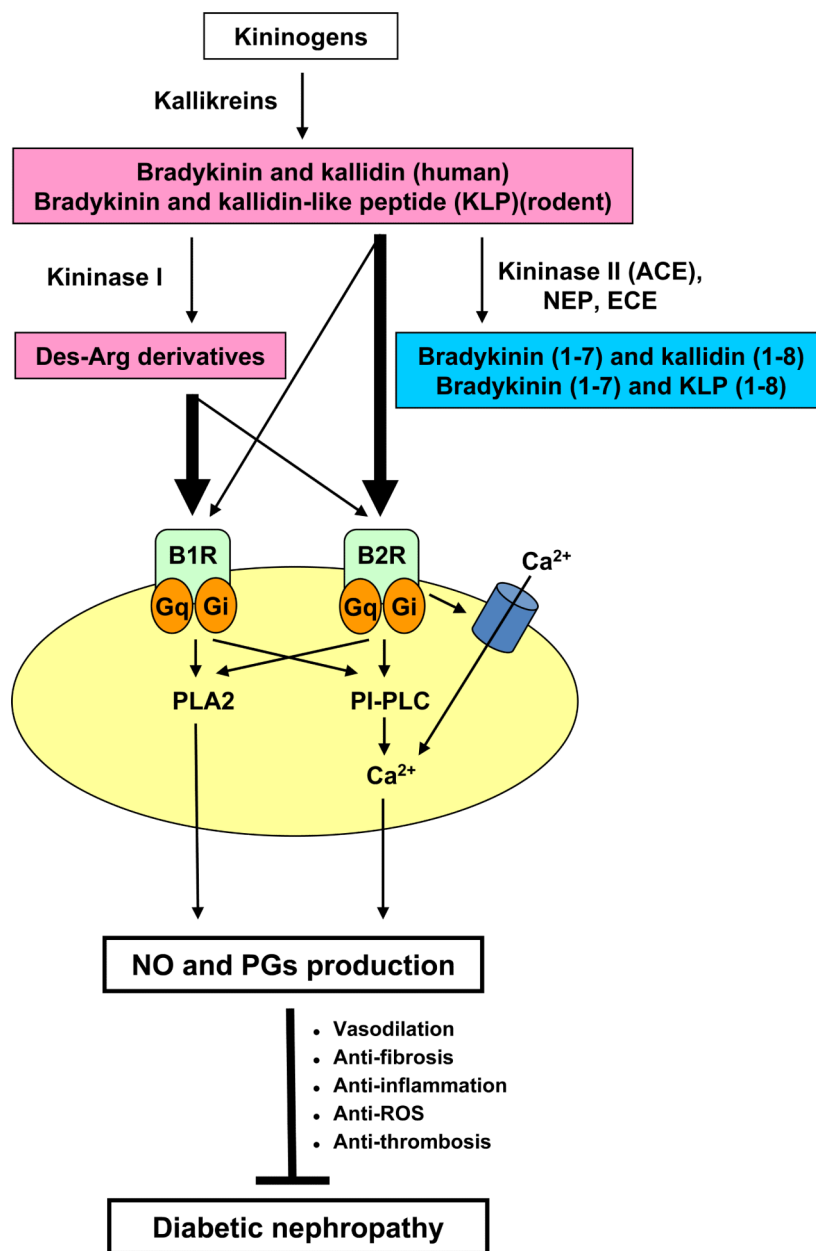 Kininogens
Kallikreins
Bradykinin and kallidin (human)
Bradykinin and kallidin-like peptide (KLP)(rodent)
Kininase I
Kininase II (ACE),
NEP, ECE
Des-Arg derivatives
Bradykinin (1-7) and kallidin (1-8)
Bradykinin (1-7) and KLP (1-8)
B1R
B2R
Ca²⁺
Gq
Gi
Gq
Gi
PLA2
PI-PLC
Ca²⁺
NO and PGs production
• Vasodilation
• Anti-fibrosis
• Anti-inflammation
• Anti-ROS
• Anti-thrombosis
Diabetic nephropathy